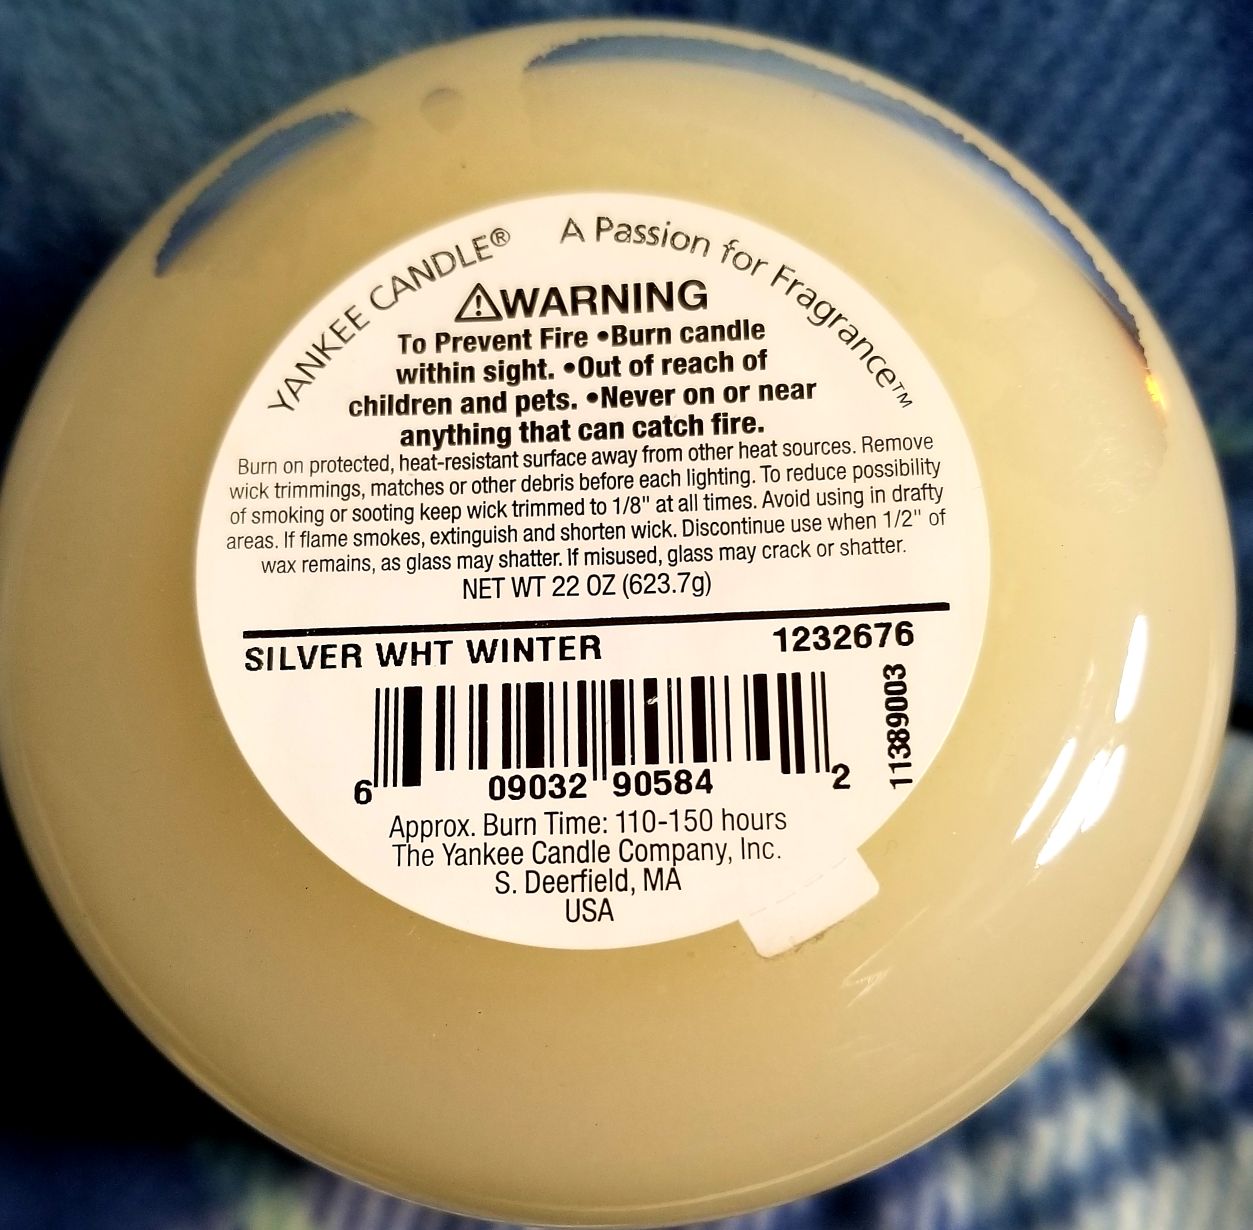 YANKEE CANDLE® A Passion for Fragrance™
⚠WARNING
To Prevent Fire •Burn candle
within sight. •Out of reach of
children and pets. •Never on or near
anything that can catch fire.
Burn on protected, heat-resistant surface away from other heat sources. Remove
wick trimmings, matches or other debris before each lighting. To reduce possibility
of smoking or sooting keep wick trimmed to 1/8" at all times. Avoid using in drafty
areas. If flame smokes, extinguish and shorten wick. Discontinue use when 1/2" of
wax remains, as glass may shatter. If misused, glass may crack or shatter.
NET WT 22 OZ (623.7g)
SILVER WHT WINTER 1232676
11389003
6 09032 90584 2
Approx. Burn Time: 110-150 hours
The Yankee Candle Company, Inc.
S. Deerfield, MA
USA